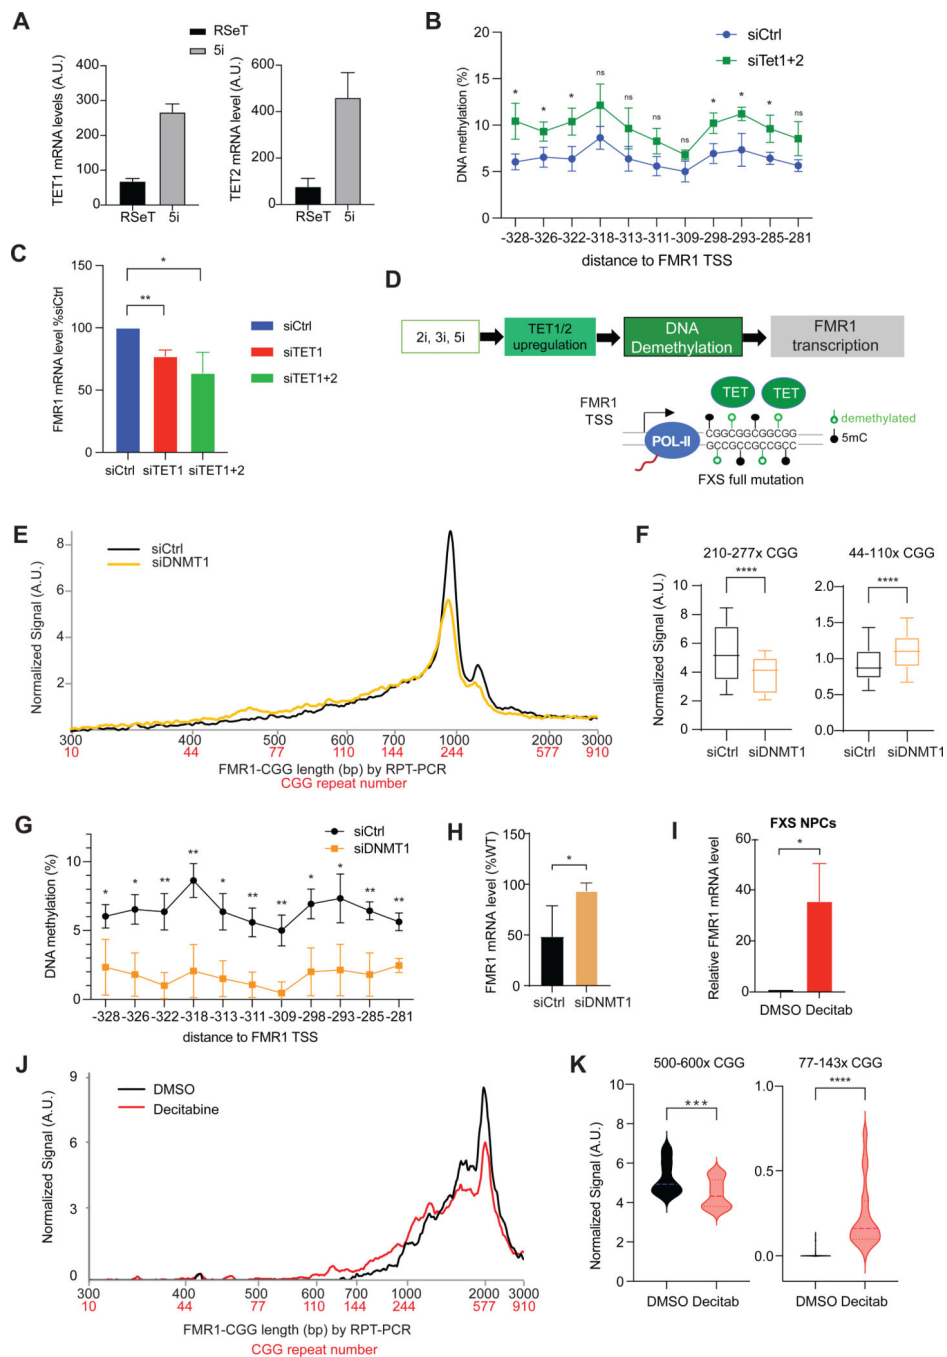 A
RSeT
5i
TET1 mRNA levels (A.U.)
400
300
200
100
0
RSeT 5i
TET2 mRNA level (A.U.)
600
400
200
0
RSeT 5i
B
siCtrl
siTet1+2
DNA methylation (%)
20
15
10
5
0
* * * ns ns ns ns * * * ns
-328 -326 -322 -318 -313 -311 -309 -298 -293 -285 -281
distance to FMR1 TSS
C
FMR1 mRNA level %siCtrl
150
100
50
0
*
**
siCtrl
siTET1
siTET1+2
siCtrl siTET1 siTET1+2
D
2i, 3i, 5i
TET1/2
upregulation
DNA
Demethylation
FMR1
transcription
FMR1
TSS
TET TET
POL-II
CGGCGGCGGCGG
GCCGCCGCCGCC
demethylated
5mC
FXS full mutation
E
siCtrl
siDNMT1
Normalized Signal (A.U.)
8
6
4
2
300 400 500 600 700 1000 2000 3000
10 44 77 110 144 244 577 910
FMR1-CGG length (bp) by RPT-PCR
CGG repeat number
F
210-277x CGG
****
Normalized Signal (A.U.)
10
8
6
4
2
0
siCtrl siDNMT1
44-110x CGG
****
2.0
1.5
1.0
0.5
0.0
siCtrl siDNMT1
G
siCtrl
siDNMT1
DNA methylation (%)
10
5
0
* * ** ** * ** ** * * ** **
-328 -326 -322 -318 -313 -311 -309 -298 -293 -285 -281
distance to FMR1 TSS
H
FMR1 mRNA level (%WT)
150
100
50
0
*
siCtrl siDNMT1
I
FXS NPCs
*
Relative FMR1 mRNA level
60
40
20
0
DMSO Decitab
J
DMSO
Decitabine
Normalized Signal (A.U.)
9
6
3
0
300 400 500 600 700 1000 2000 3000
10 44 77 110 144 244 577 910
FMR1-CGG length (bp) by RPT-PCR
CGG repeat number
K
500-600x CGG
***
Normalized Signal (A.U.)
10
8
6
4
2
0
DMSO Decitab
77-143x CGG
****
1.0
0.5
0.0
DMSO Decitab